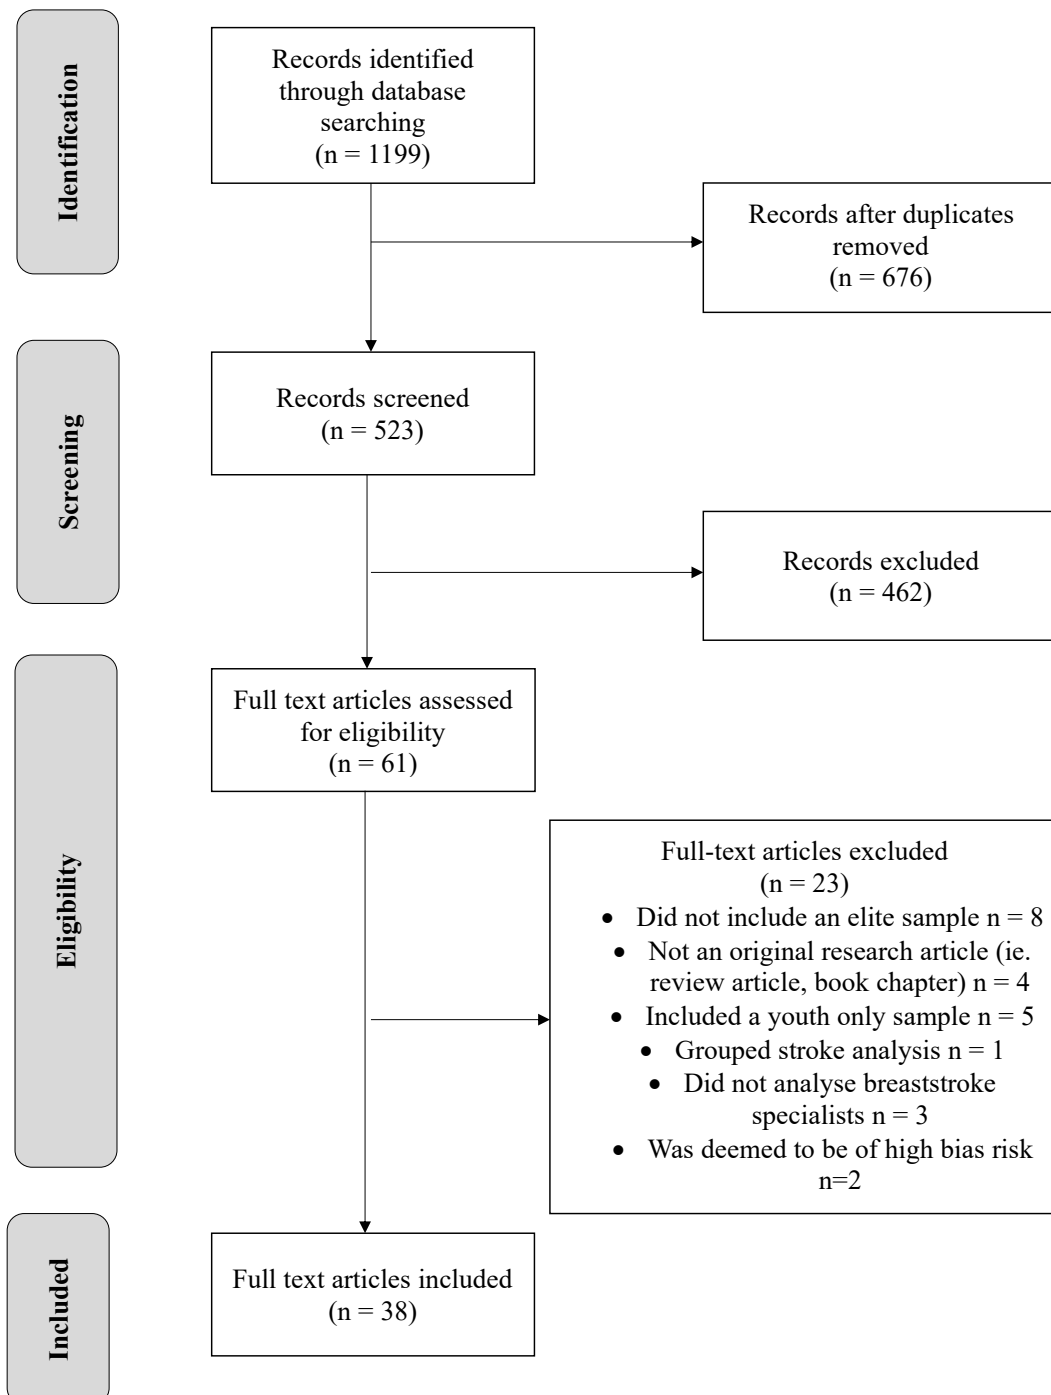 Identification
Records identified
through database
searching
(n = 1199)
Records after duplicates
removed
(n = 676)
Screening
Records screened
(n = 523)
Records excluded
(n = 462)
Eligibility
Full text articles assessed
for eligibility
(n = 61)
Full-text articles excluded
(n = 23)
• Did not include an elite sample n = 8
• Not an original research article (ie.
review article, book chapter) n = 4
• Included a youth only sample n = 5
• Grouped stroke analysis n = 1
• Did not analyse breaststroke
specialists n = 3
• Was deemed to be of high bias risk
n=2
Included
Full text articles included
(n = 38)